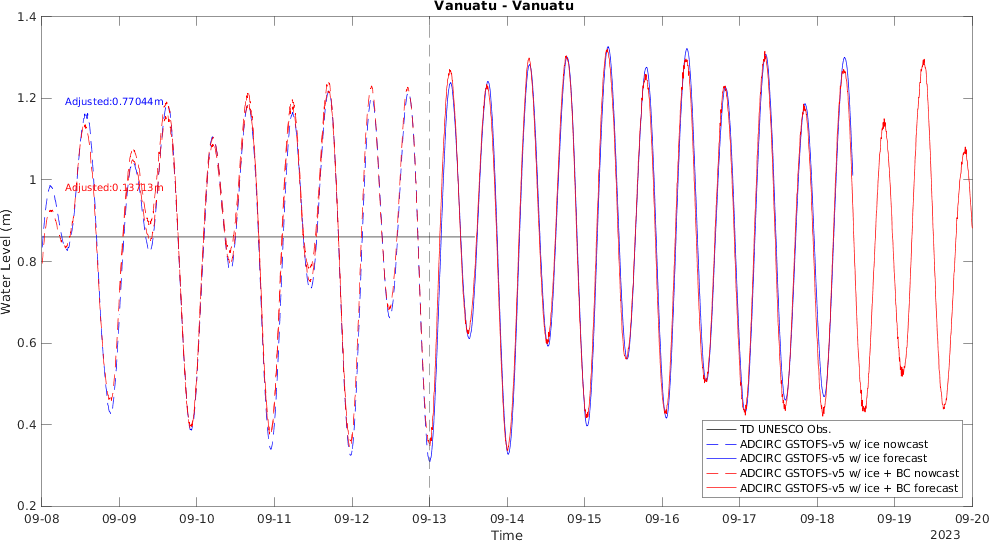 Vanuatu - Vanuatu
1.4
1.2
1
0.8
0.6
0.4
0.2
Water Level (m)
Adjusted:0.77044m
Adjusted:0.13713m
TD UNESCO Obs.
ADCIRC GSTOFS-v5 w/ ice nowcast
ADCIRC GSTOFS-v5 w/ ice forecast
ADCIRC GSTOFS-v5 w/ ice + BC nowcast
ADCIRC GSTOFS-v5 w/ ice + BC forecast
09-08 09-09 09-10 09-11 09-12 09-13 09-14 09-15 09-16 09-17 09-18 09-19 09-20
Time
2023